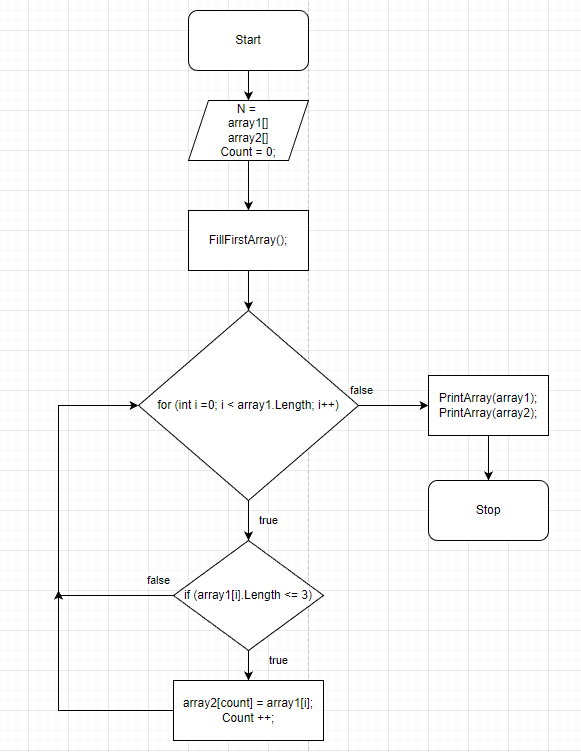 Start
N =
array1[]
array2[]
Count = 0;
FillFirstArray();
for (int i =0; i < array1.Length; i++)
false
PrintArray(array1);
PrintArray(array2);
Stop
true
if (array1[i].Length <= 3)
false
true
array2[count] = array1[i];
Count ++;